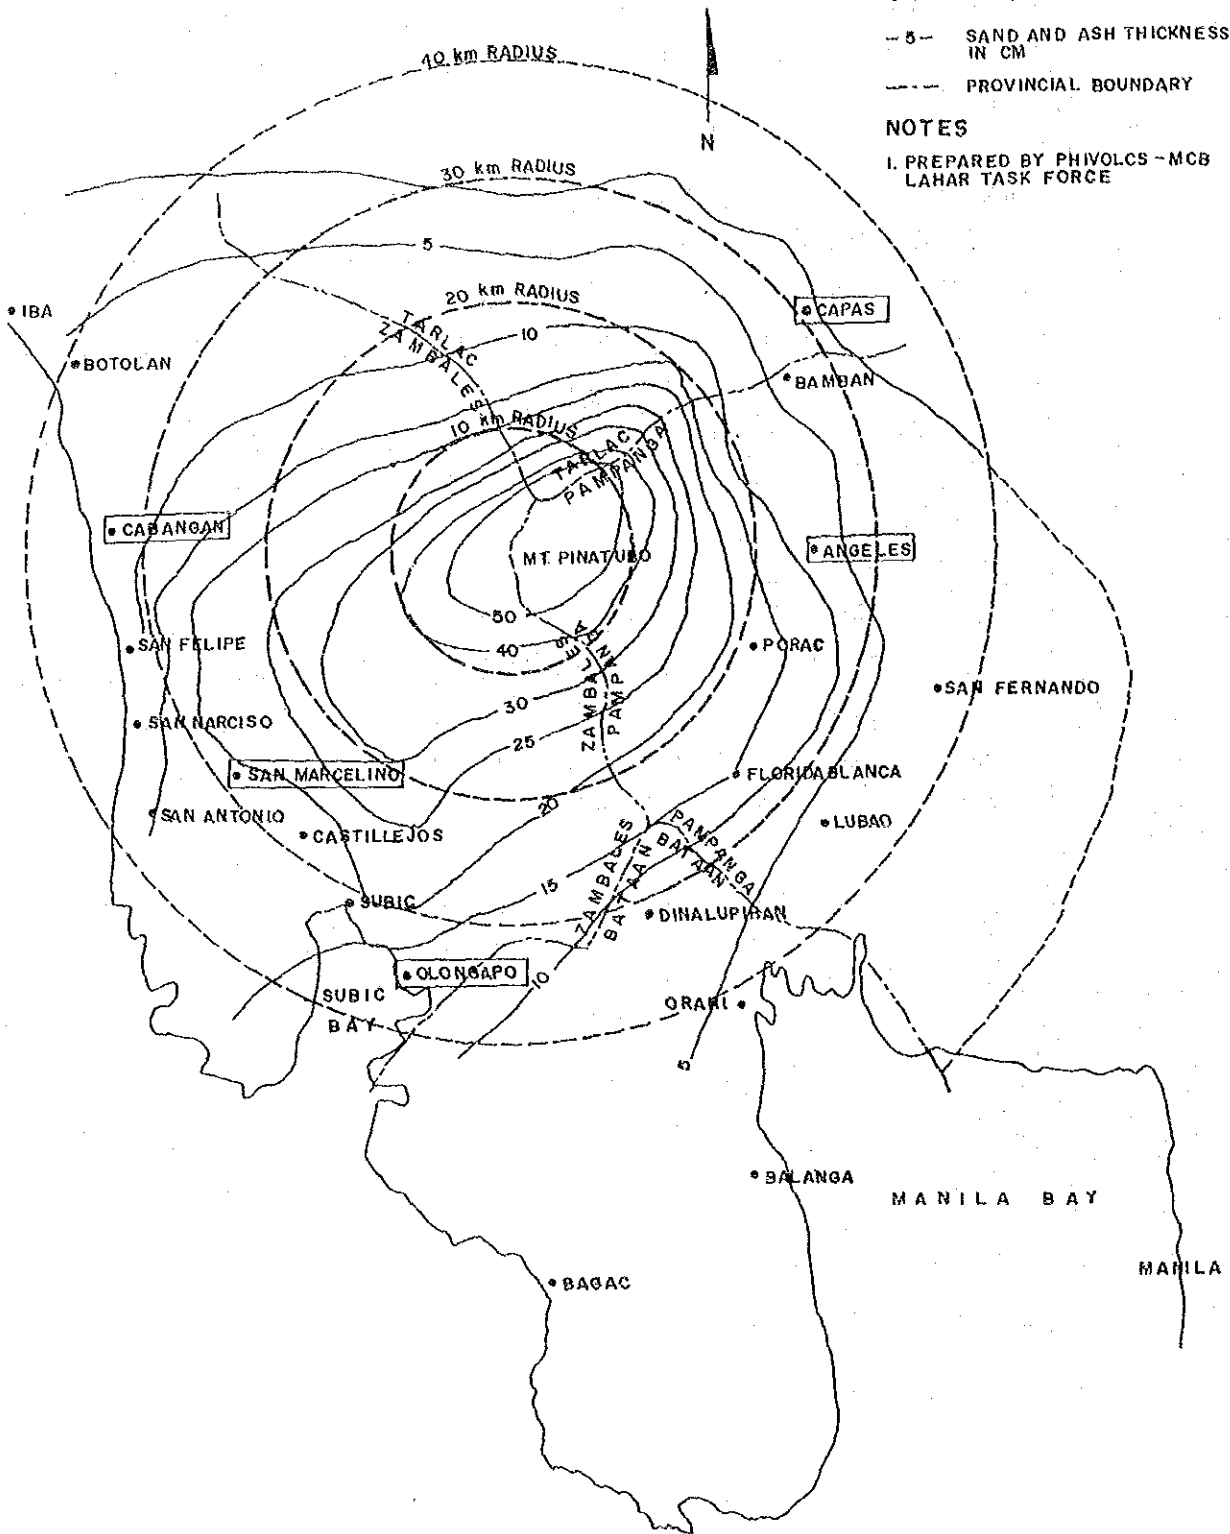 -5- SAND AND ASH THICKNESS
IN CM
PROVINCIAL BOUNDARY
NOTES
1. PREPARED BY PHIVOLCS - MCB
LAHAR TASK FORCE
N
40 km RADIUS
30 km RADIUS
5
20 km RADIUS
IBA
CAPAS
TARLAC
ZAMBALES
10
BOTOLAN
BAMBAN
10 km RADIUS
TARLAC
PAMPANGA
CABANGAN
MT. PINATUBO
ANGELES
50
40
SAN FELIPE
ZAMBALES
PAMPANGA
PORAC
SAN FERNANDO
30
SAN NARCISO
25
SAN MARCELINO
FLORIDABLANCA
20
SAN ANTONIO
CASTILLEJOS
LUBAO
PANPANGA
BATAAN
ZAMBALES
BATAAN
15
SUBIC
DINALUPIHAN
OLONGAPO
10
SUBIC
BAY
ORANI
5
BALANGA
MANILA BAY
MANILA
BAGAC